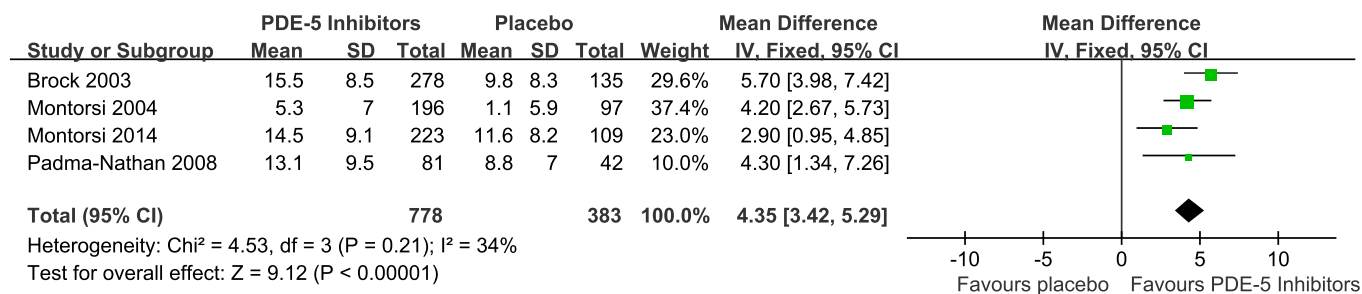 PDE-5 Inhibitors Placebo Mean Difference Mean Difference
Study or Subgroup Mean SD Total Mean SD Total Weight IV, Fixed, 95% CI IV, Fixed, 95% CI
Brock 2003 15.5 8.5 278 9.8 8.3 135 29.6% 5.70 [3.98, 7.42]
Montorsi 2004 5.3 7 196 1.1 5.9 97 37.4% 4.20 [2.67, 5.73]
Montorsi 2014 14.5 9.1 223 11.6 8.2 109 23.0% 2.90 [0.95, 4.85]
Padma-Nathan 2008 13.1 9.5 81 8.8 7 42 10.0% 4.30 [1.34, 7.26]
Total (95% CI) 778 383 100.0% 4.35 [3.42, 5.29]
Heterogeneity: Chi² = 4.53, df = 3 (P = 0.21); I² = 34%
Test for overall effect: Z = 9.12 (P < 0.00001)
-10 -5 0 5 10
Favours placebo Favours PDE-5 Inhibitors